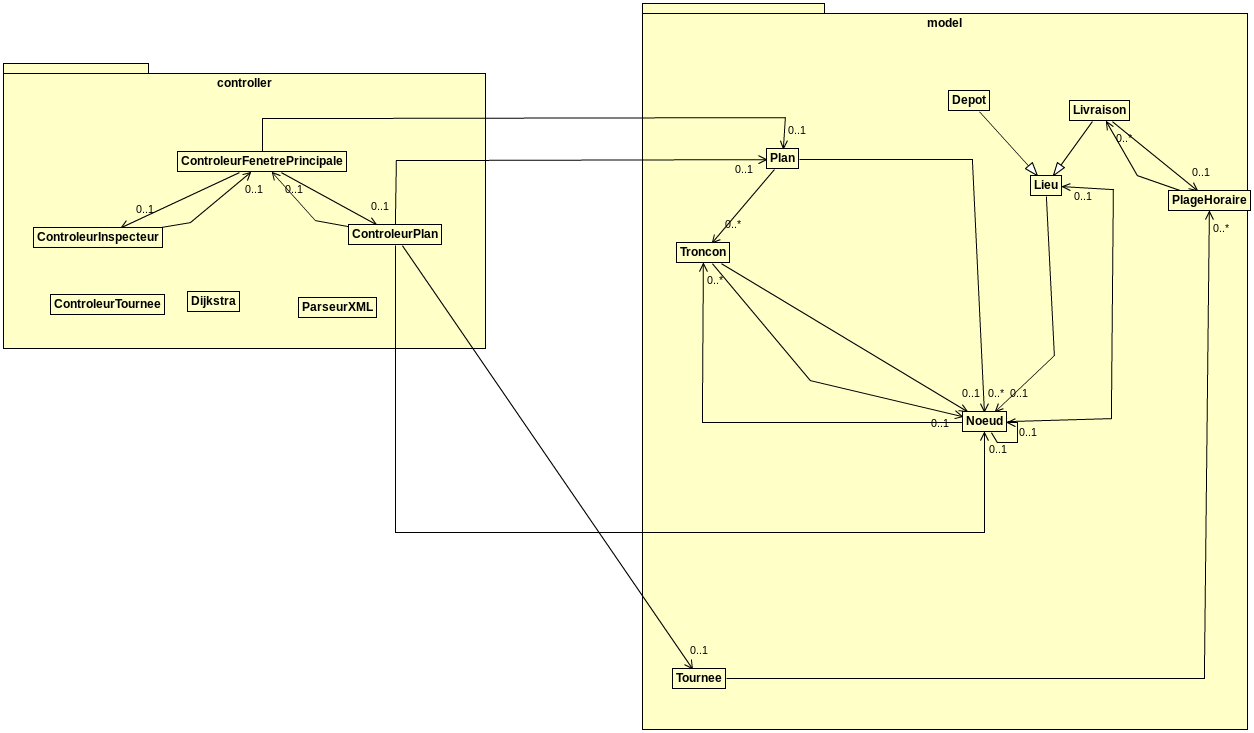 model
controller
Depot
Livraison
0..1
0..*
ControleurFenetrePrincipale
Plan
0..1
0..1
Lieu
0..1
0..1
0..1
0..1
PlageHoraire
0..1
0..1
0..*
0..*
ControleurInspecteur
ControleurPlan
Troncon
0..*
ControleurTournee
Dijkstra
ParseurXML
0..1
0..*
0..1
0..1
Noeud
0..1
0..1
0..1
Tournee